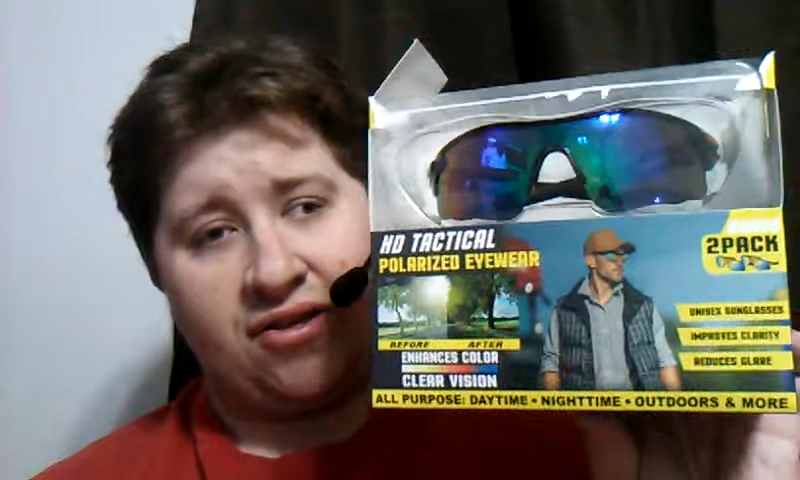 HD TACTICAL
POLARIZED EYEWEAR
2PACK
BEFORE AFTER
ENHANCES COLOR
CLEAR VISION
UNISEX SUNGLASSES
IMPROVES CLARITY
REDUCES GLARE
ALL PURPOSE: DAYTIME • NIGHTTIME • OUTDOORS & MORE